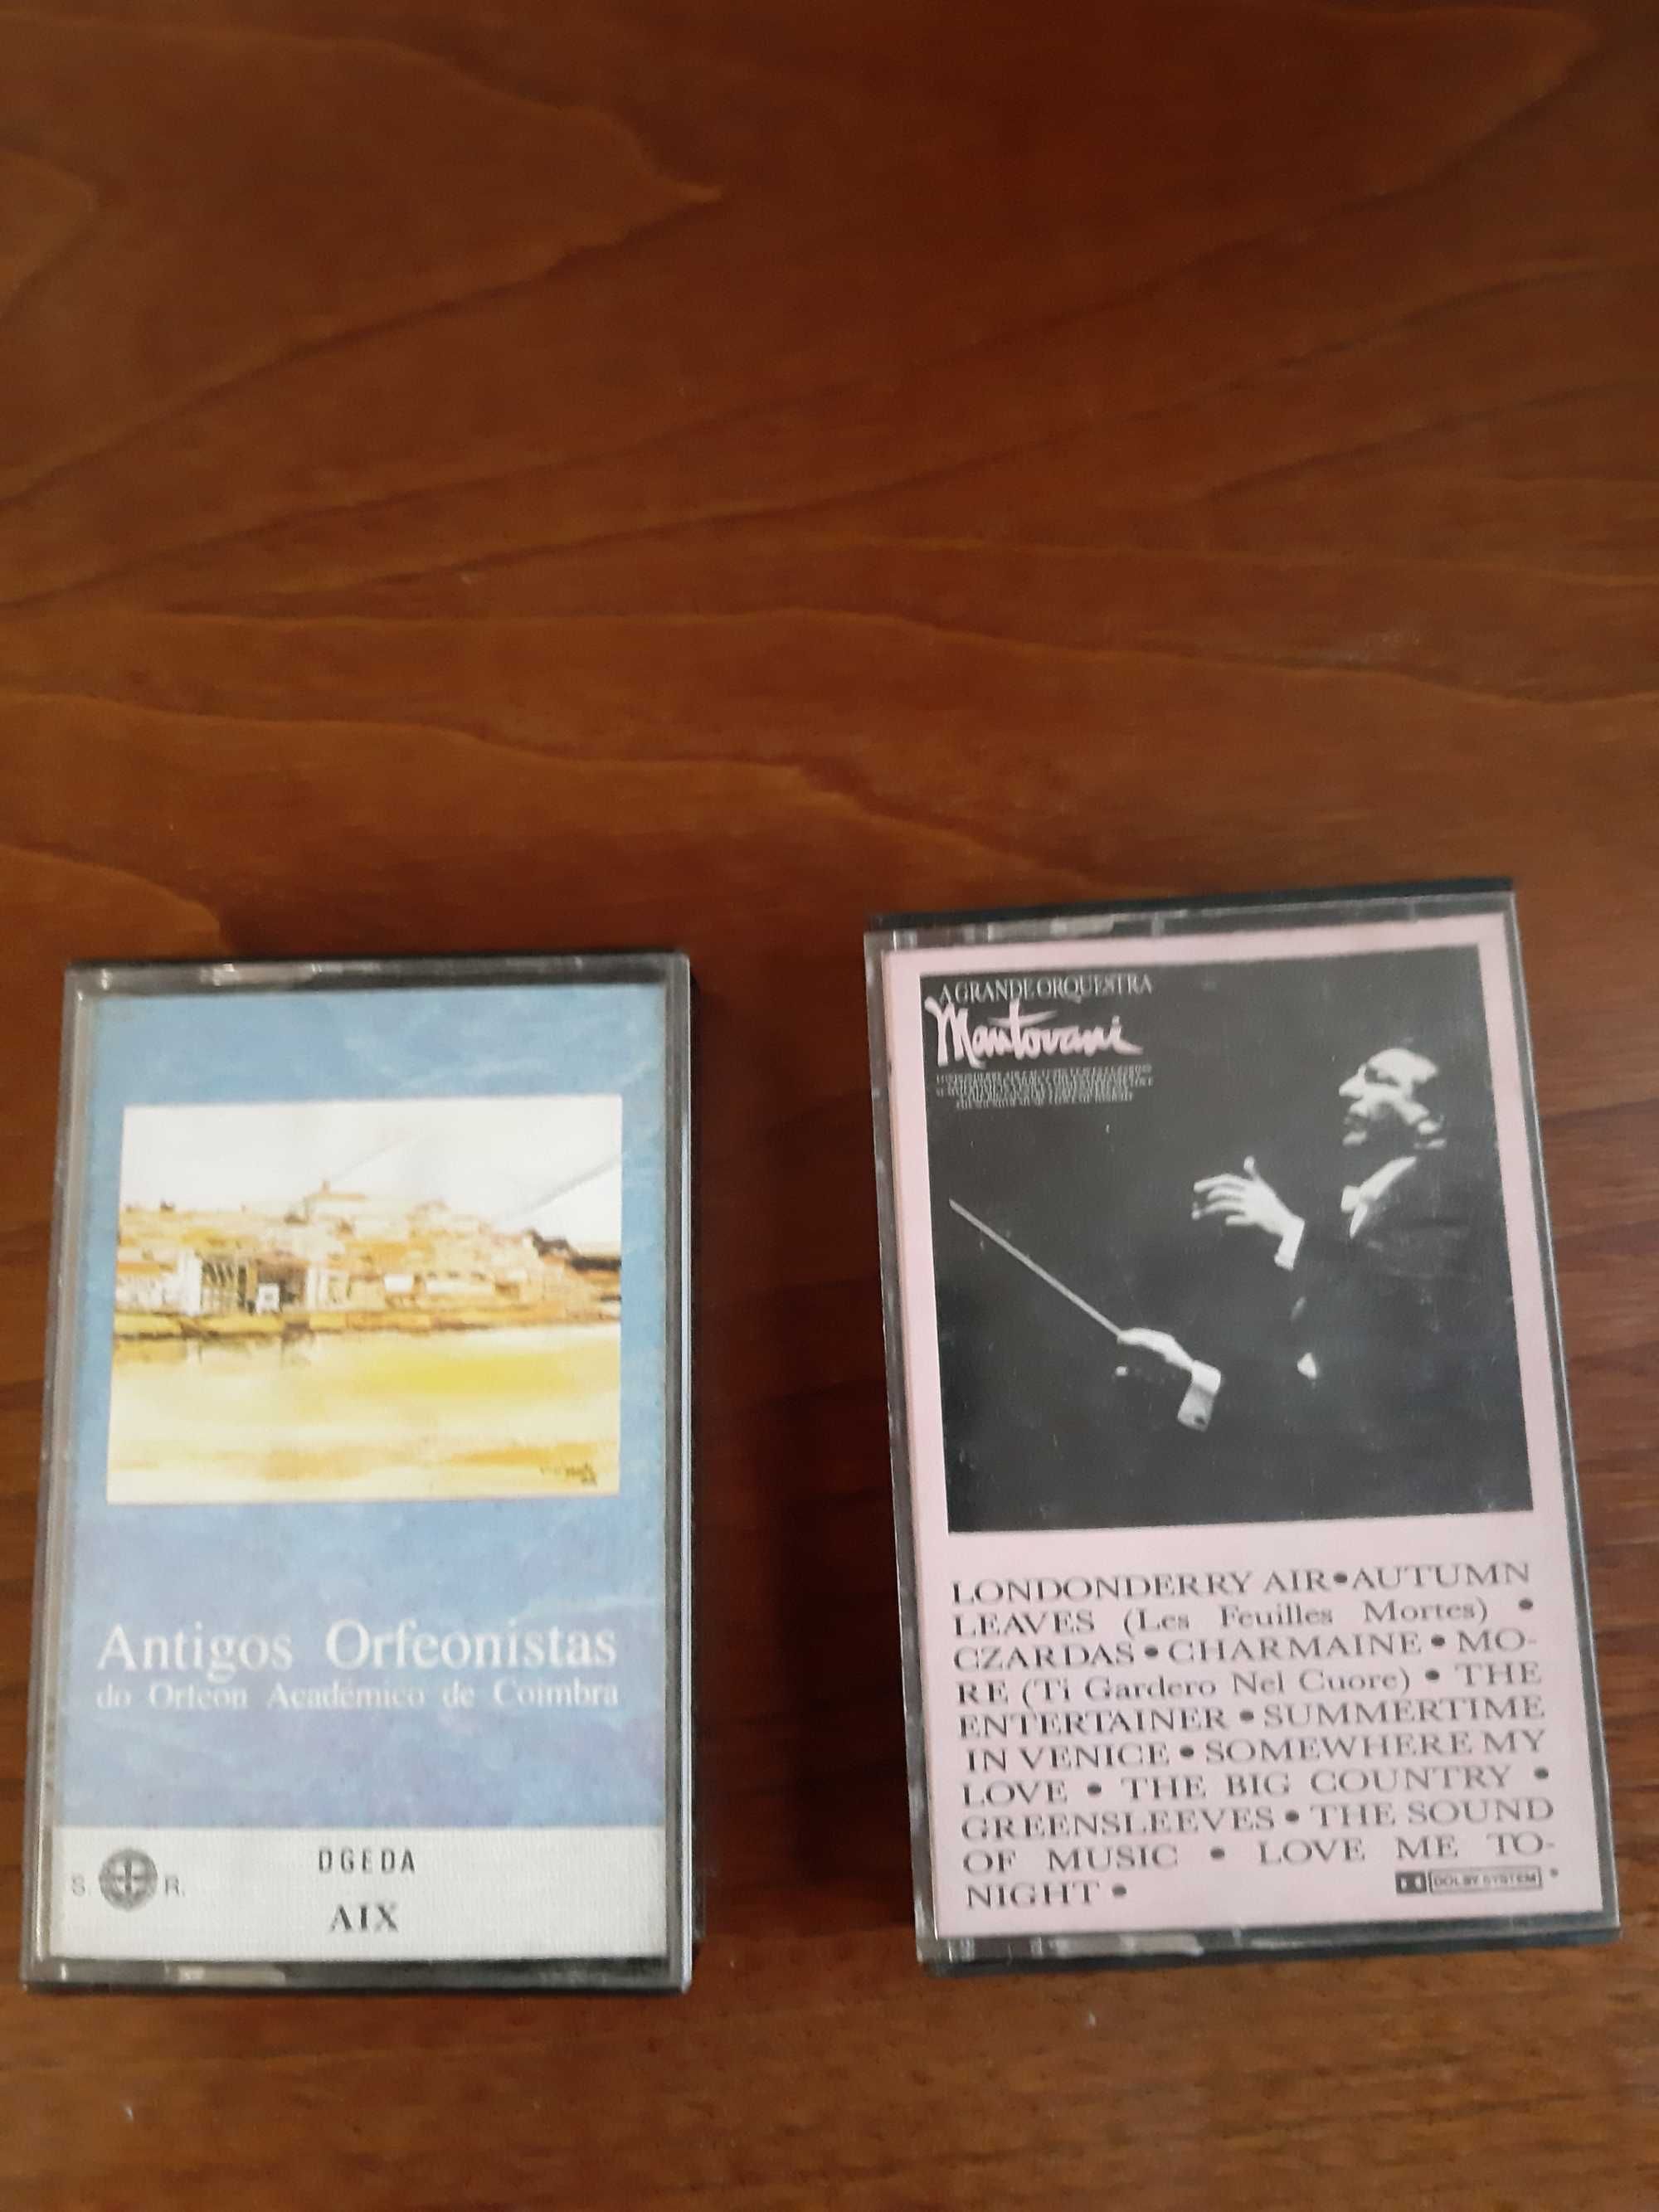 Antigos Orfeonistas
do Orfeon Académico de Coimbra
S. R.
DGEDA
AIX
A GRANDE ORQUESTRA
Mantovani
LONDONDERRY AIR•AUTUMN
LEAVES (Les Feuilles Mortes) •
CZARDAS • CHARMAINE • MO-
RE (Ti Gardero Nel Cuore) • THE
ENTERTAINER • SUMMERTIME
IN VENICE • SOMEWHERE MY
LOVE • THE BIG COUNTRY •
GREENSLEEVES • THE SOUND
OF MUSIC • LOVE ME TO-
NIGHT •
DOLBY SYSTEM